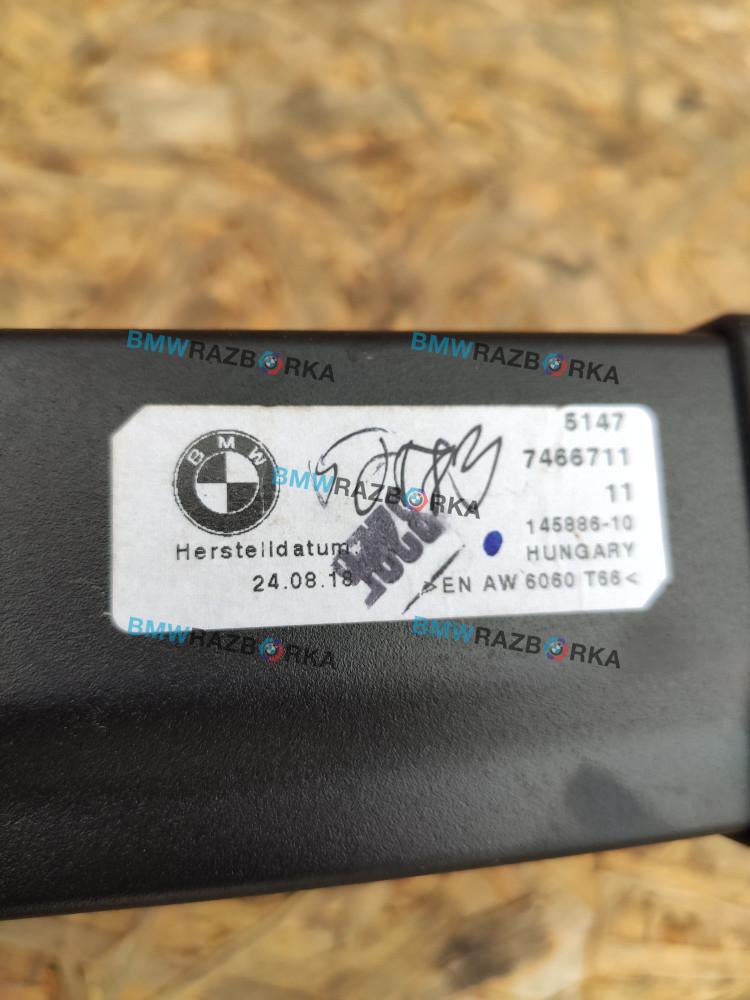 BMWRAZBORKA BMWRAZBORKA
5147
BMW
7466711
BMWRAZBORKA
11
145886-10
Herstelldatum:
HUNGARY
24.08.18
>EN AW 6060 T66<
BMWRAZBORKA BMWRAZBORKA